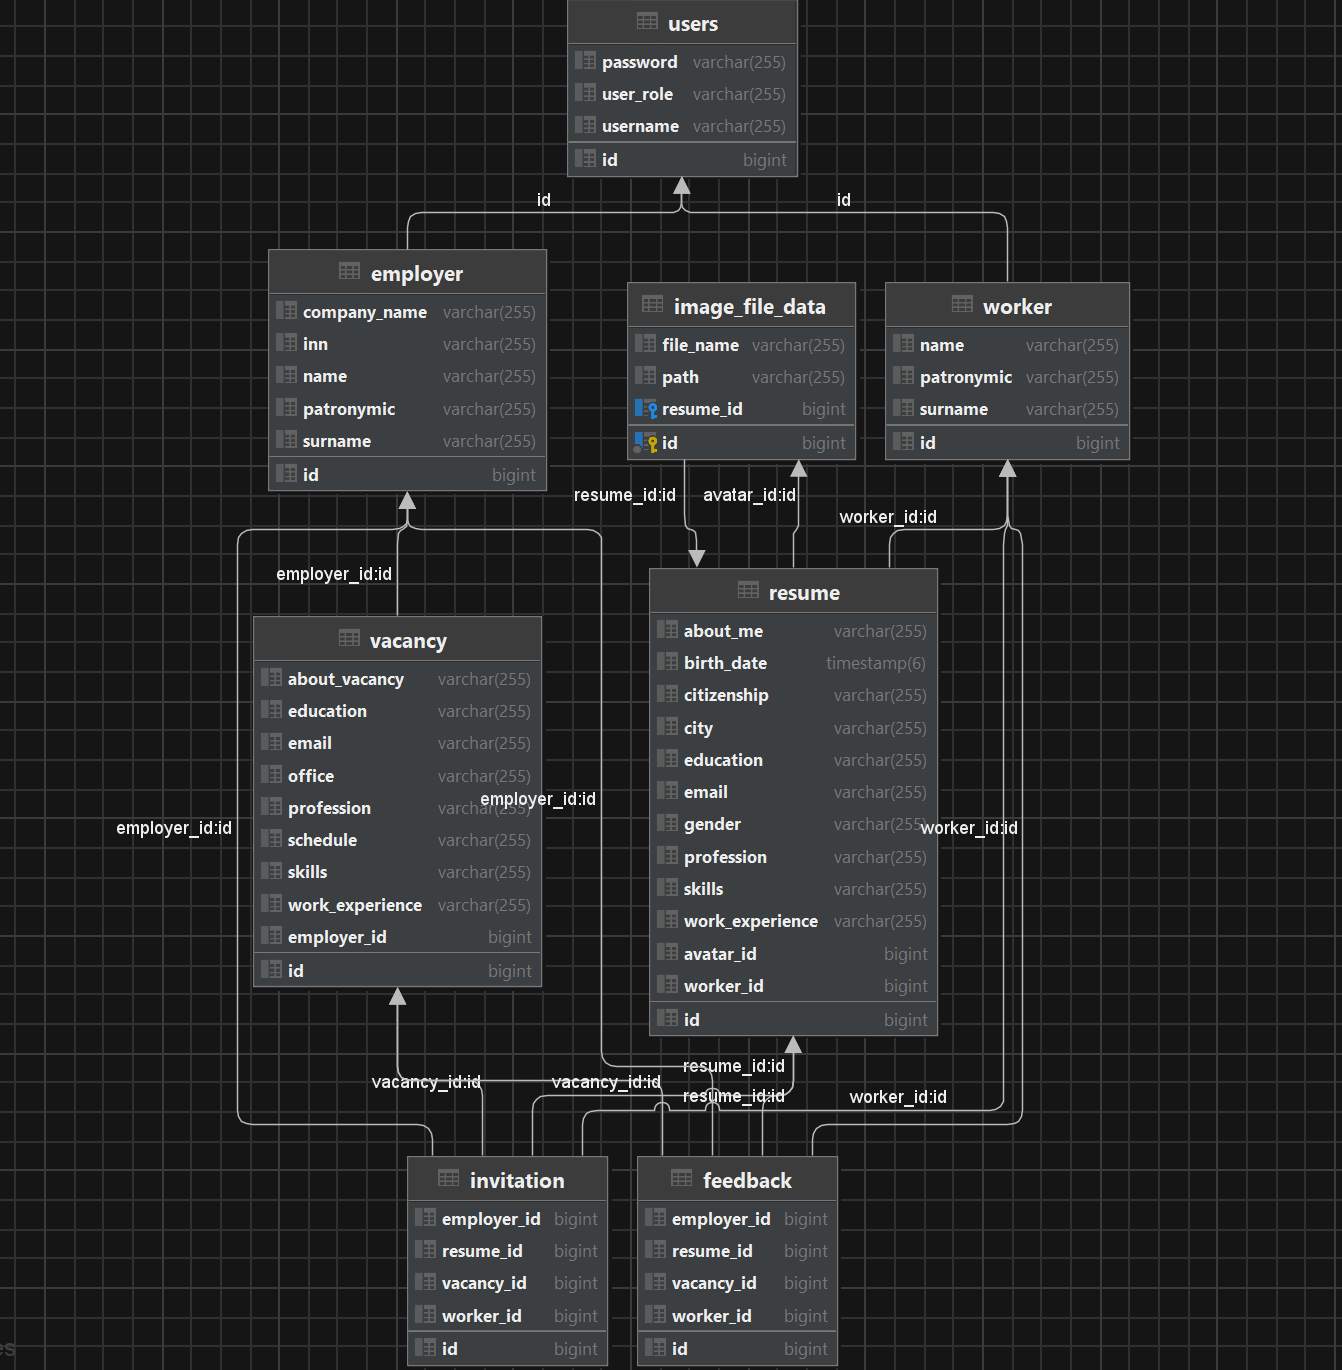 users
password varchar(255)
user_role varchar(255)
username varchar(255)
id bigint
id
id
employer
company_name varchar(255)
inn varchar(255)
name varchar(255)
patronymic varchar(255)
surname varchar(255)
id bigint
image_file_data
file_name varchar(255)
path varchar(255)
resume_id bigint
id bigint
worker
name varchar(255)
patronymic varchar(255)
surname varchar(255)
id bigint
resume_id:id
avatar_id:id
worker_id:id
employer_id:id
vacancy
about_vacancy varchar(255)
education varchar(255)
email varchar(255)
office varchar(255)
profession varchar(255)
schedule varchar(255)
skills varchar(255)
work_experience varchar(255)
employer_id bigint
id bigint
resume
about_me varchar(255)
birth_date timestamp(6)
citizenship varchar(255)
city varchar(255)
education varchar(255)
email varchar(255)
gender varchar(255)
profession varchar(255)
skills varchar(255)
work_experience varchar(255)
avatar_id bigint
worker_id bigint
id bigint
employer_id:id
employer_id:id
worker_id:id
resume_id:id
vacancy_id:id
vacancy_id:id
resume_id:id
worker_id:id
invitation
employer_id bigint
resume_id bigint
vacancy_id bigint
worker_id bigint
id bigint
feedback
employer_id bigint
resume_id bigint
vacancy_id bigint
worker_id bigint
id bigint